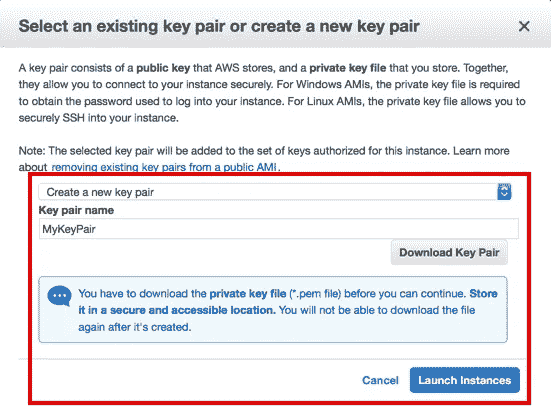 Select an existing key pair or create a new key pair
A key pair consists of a public key that AWS stores, and a private key file that you store. Together,
they allow you to connect to your instance securely. For Windows AMIs, the private key file is required
to obtain the password used to log into your instance. For Linux AMIs, the private key file allows you to
securely SSH into your instance.
Note: The selected key pair will be added to the set of keys authorized for this instance. Learn more
about removing existing key pairs from a public AMI.
Create a new key pair
Key pair name
MyKeyPair
Download Key Pair
You have to download the private key file (*.pem file) before you can continue. Store
it in a secure and accessible location. You will not be able to download the file
again after it's created.
Cancel Launch Instances